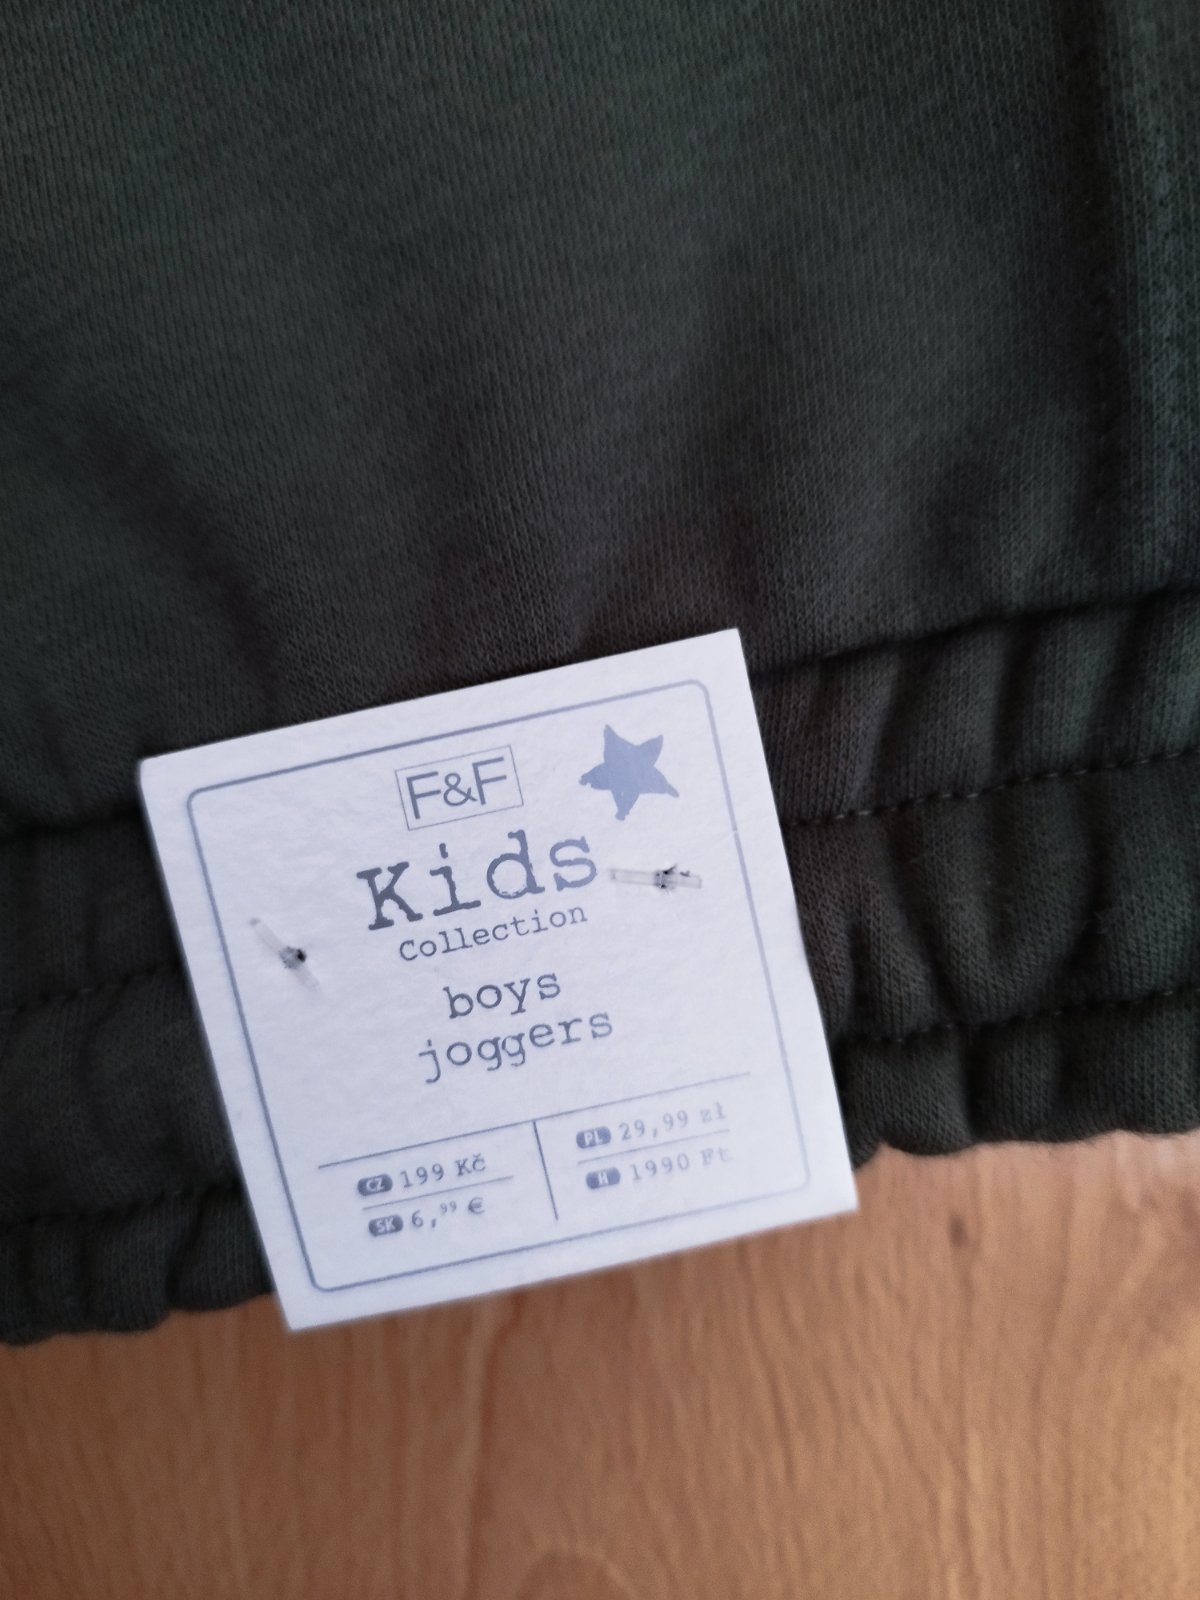 F&F
Kids
Collection
boys
joggers
CZ 199 Kč
SK 6,99 €
PL 29,99 zł
H 1990 Ft